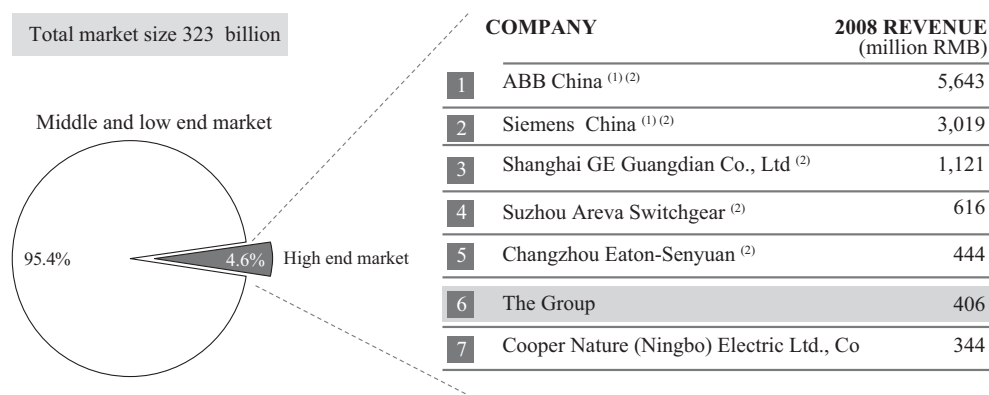 Total market size 323 billion
Middle and low end market
95.4%
4.6%
High end market
COMPANY 2008 REVENUE
(million RMB)
1 ABB China (1) (2) 5,643
2 Siemens China (1) (2) 3,019
3 Shanghai GE Guangdian Co., Ltd (2) 1,121
4 Suzhou Areva Switchgear (2) 616
5 Changzhou Eaton-Senyuan (2) 444
6 The Group 406
7 Cooper Nature (Ningbo) Electric Ltd., Co 344